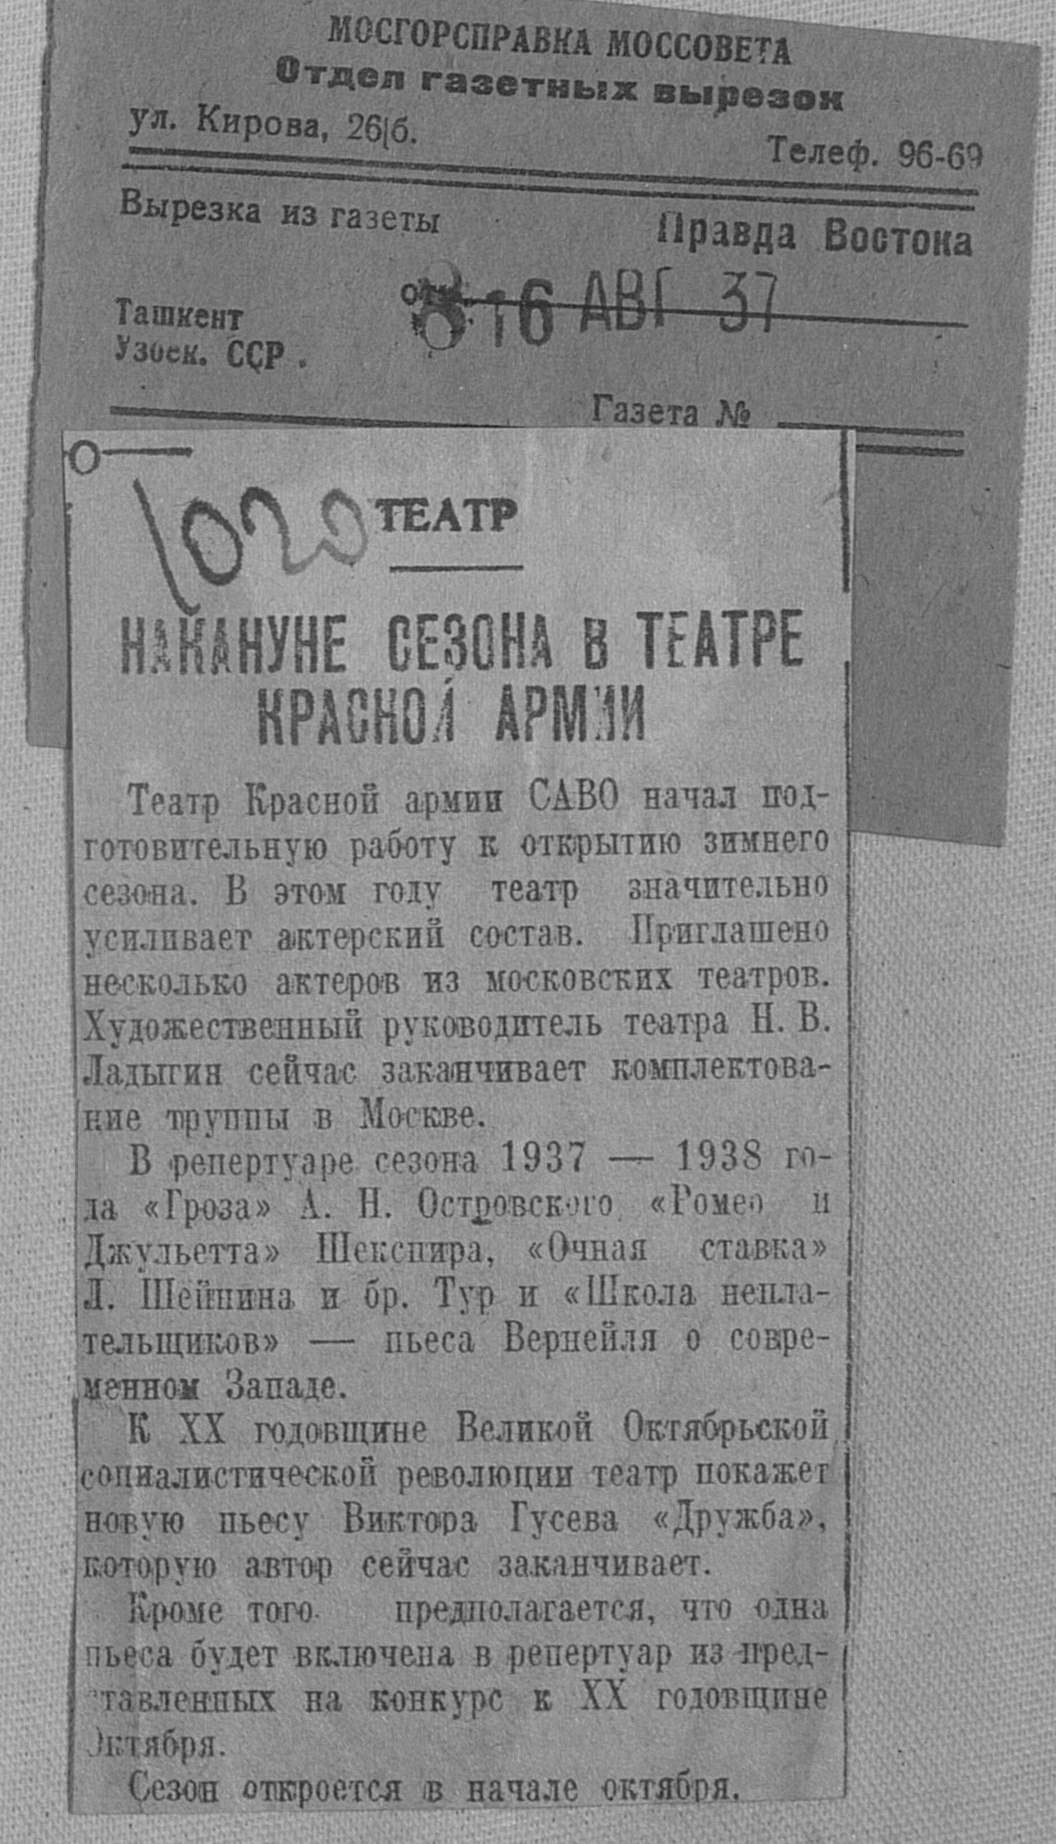 МОСГОРСПРАВКА МОССОВЕТА
Отдел газетных вырезок
ул. Кирова, 26/б.
Телеф. 96-69
Вырезка из газеты
Правда Востока
Ташкент
Узбек. ССР.
16 АВГ 37
Газета №
1020
ТЕАТР
НАКАНУНЕ СЕЗОНА В ТЕАТРЕ
КРАСНОЙ АРМИИ
Театр Красной армии САВО начал под-
готовительную работу к открытию зимнего
сезона. В этом году театр значительно
усиливает актерский состав. Приглашено
несколько актеров из московских театров.
Художественный руководитель театра Н. В.
Ладыгин сейчас заканчивает комплектова-
ние труппы в Москве.
В репертуаре сезона 1937 — 1938 го-
да «Гроза» А. Н. Островского, «Ромео и
Джульетта» Шекспира, «Очная ставка»
Л. Шейнина и бр. Тур и «Школа непла-
тельщиков» — пьеса Вернейля о совре-
менном Западе.
К XX годовщине Великой Октябрьской
социалистической революции театр покажет
новую пьесу Виктора Гусева «Дружба»,
которую автор сейчас заканчивает.
Кроме того предполагается, что одна
пьеса будет включена в репертуар из пред-
ставленных на конкурс к XX годовщине
Октября.
Сезон откроется в начале октября.